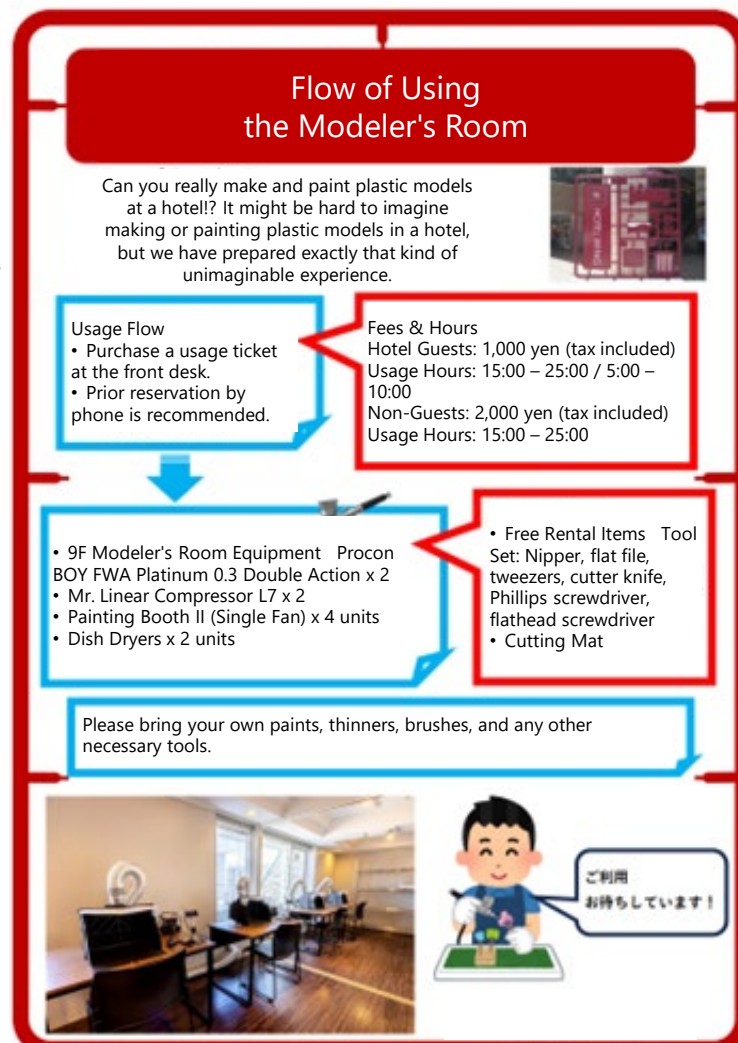 Flow of Using
the Modeler's Room
Can you really make and paint plastic models
at a hotel!? It might be hard to imagine
making or painting plastic models in a hotel,
but we have prepared exactly that kind of
unimaginable experience.
Usage Flow
• Purchase a usage ticket
at the front desk.
• Prior reservation by
phone is recommended.
Fees & Hours
Hotel Guests: 1,000 yen (tax included)
Usage Hours: 15:00 – 25:00 / 5:00 –
10:00
Non-Guests: 2,000 yen (tax included)
Usage Hours: 15:00 – 25:00
• 9F Modeler's Room Equipment Procon
BOY FWA Platinum 0.3 Double Action x 2
• Mr. Linear Compressor L7 x 2
• Painting Booth II (Single Fan) x 4 units
• Dish Dryers x 2 units
• Free Rental Items Tool
Set: Nipper, flat file,
tweezers, cutter knife,
Phillips screwdriver,
flathead screwdriver
• Cutting Mat
Please bring your own paints, thinners, brushes, and any other
necessary tools.
ご利用
お待ちしています！